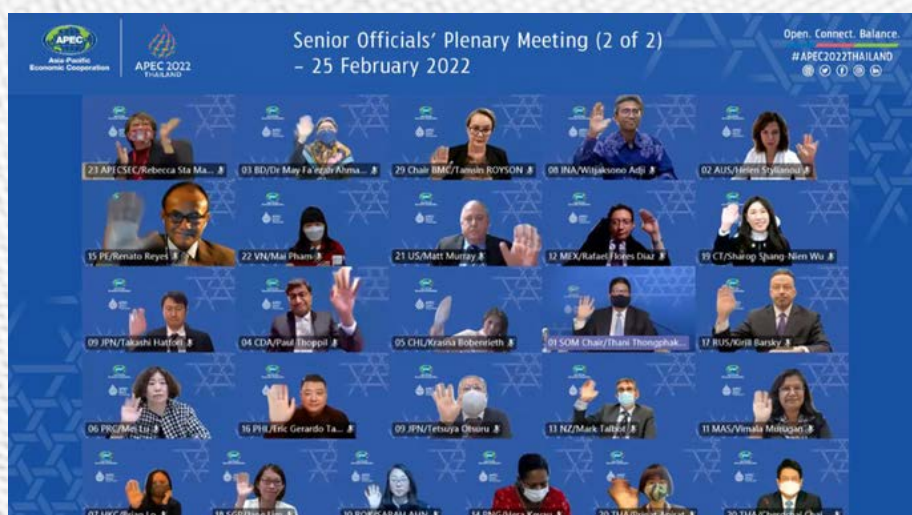 APEC
Asia-Pacific
Economic Cooperation
APEC 2022
THAILAND
Senior Officials' Plenary Meeting (2 of 2)
– 25 February 2022
Open. Connect. Balance.
#APEC2022THAILAND
23 APECSEC/Rebecca Sta Ma...
03 BD/Dr May Fa'ezah Ahma...
29 Chair BMC/Tamsin ROYSON
08 INA/Witjaksono Adji
02 AUS/Helen Stylianou
15 PE/Renato Reyes
22 VN/Mai Pham
21 US/Matt Murray
12 MEX/Rafael Flores Diaz
19 CT/Sharop Shang-Nien Wu
09 JPN/Takashi Hattori
04 CDA/Paul Thoppil
05 CHL/Krasna Bobenrieth
01 SOM Chair/Thani Thongphak...
17 RUS/Kirill Barsky
06 PRC/Mei Lu
16 PHL/Eric Gerardo Ta...
09 JPN/Tetsuya Otsuru
13 NZ/Mark Talbot
11 MAS/Vimala Murugan